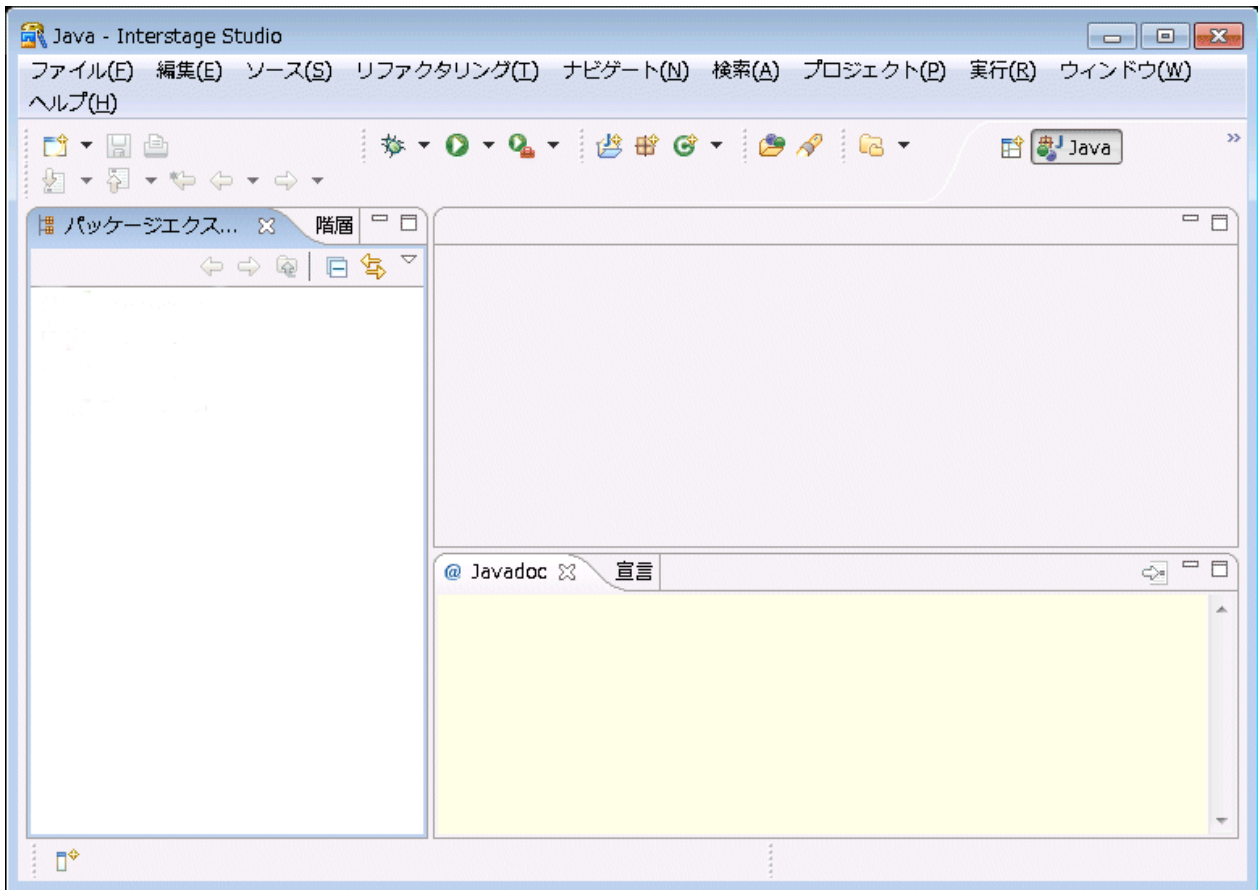 Java - Interstage Studio
ファイル(F) 編集(E) ソース(S) リファクタリング(T) ナビゲート(N) 検索(A) プロジェクト(P) 実行(R) ウィンドウ(W)
ヘルプ(H)
Java
パッケージエクス... 階層
@ Javadoc 宣言